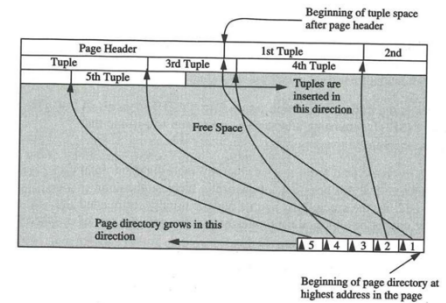 Beginning of tuple space
after page header
Page Header
1st Tuple
2nd
Tuple
3rd Tuple
4th Tuple
5th Tuple
Tuples are
inserted in
this direction
Free Space
Page directory grows in this
direction
5 4 3 2 1
Beginning of page directory at
highest address in the page